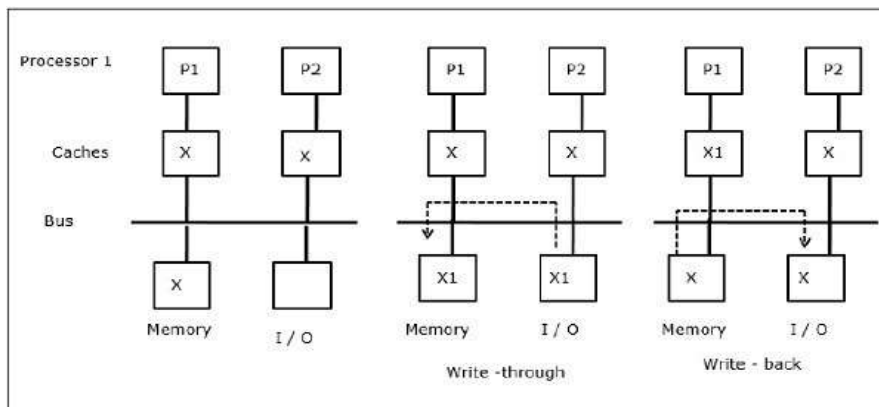 Processor 1 P1 P2 P1 P2 P1 P2
Caches X X X X X1 X
Bus
X X1 X1 X X
Memory I / O Memory I / O Memory I / O
Write -through Write - back